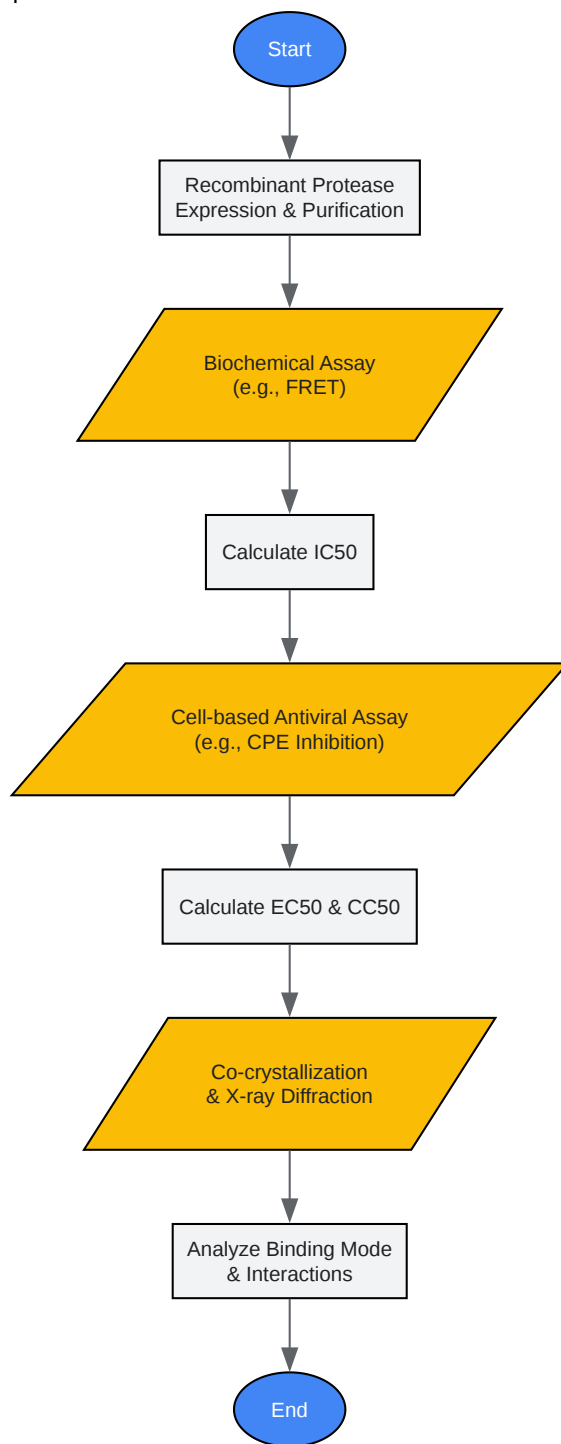 Start
Recombinant Protease
Expression & Purification
Biochemical Assay
(e.g., FRET)
Calculate IC50
Cell-based Antiviral Assay
(e.g., CPE Inhibition)
Calculate EC50 & CC50
Co-crystallization
& X-ray Diffraction
Analyze Binding Mode
& Interactions
End